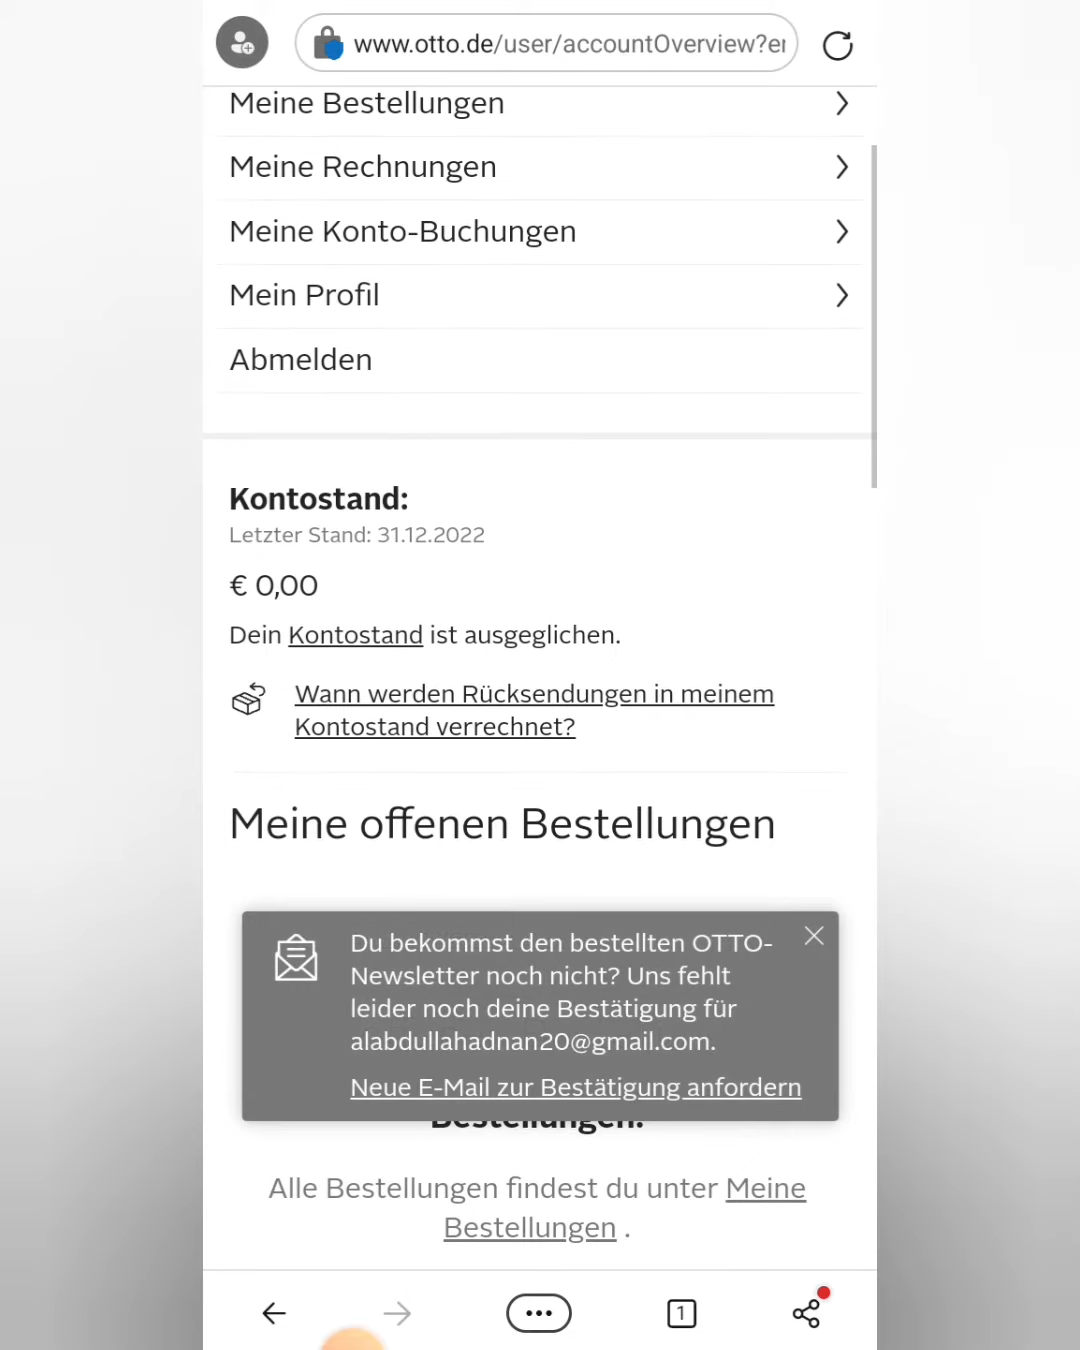 www.otto.de/user/accountOverview?er
Meine Bestellungen
Meine Rechnungen
Meine Konto-Buchungen
Mein Profil
Abmelden
Kontostand:
Letzter Stand: 31.12.2022
€ 0,00
Dein Kontostand ist ausgeglichen.
Wann werden Rücksendungen in meinem
Kontostand verrechnet?
Meine offenen Bestellungen
Du bekommst den bestellten OTTO-
Newsletter noch nicht? Uns fehlt
leider noch deine Bestätigung für
alabdullahadnan20@gmail.com.
Neue E-Mail zur Bestätigung anfordern
Bestellungen.
Alle Bestellungen findest du unter Meine
Bestellungen .
1